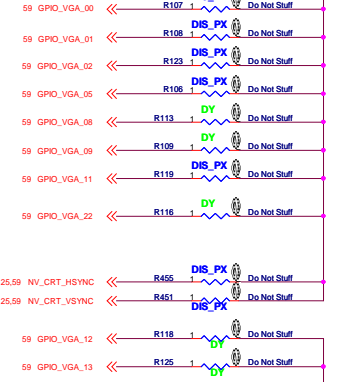 59 GPIO_VGA_00 R107 1 Do Not Stuff
DIS_PX
59 GPIO_VGA_01 R108 1 Do Not Stuff
DIS_PX
59 GPIO_VGA_02 R123 1 Do Not Stuff
DIS_PX
59 GPIO_VGA_05 R106 1 Do Not Stuff
DY
59 GPIO_VGA_08 R113 1 Do Not Stuff
DY
59 GPIO_VGA_09 R109 1 Do Not Stuff
DIS_PX
59 GPIO_VGA_11 R119 1 Do Not Stuff
DY
59 GPIO_VGA_22 R116 1 Do Not Stuff
DIS_PX
25,59 NV_CRT_HSYNC R455 1 Do Not Stuff
25,59 NV_CRT_VSYNC R451 1 Do Not Stuff
DIS_PX
59 GPIO_VGA_12 R118 1 Do Not Stuff
DY
59 GPIO_VGA_13 R125 1 Do Not Stuff
DY